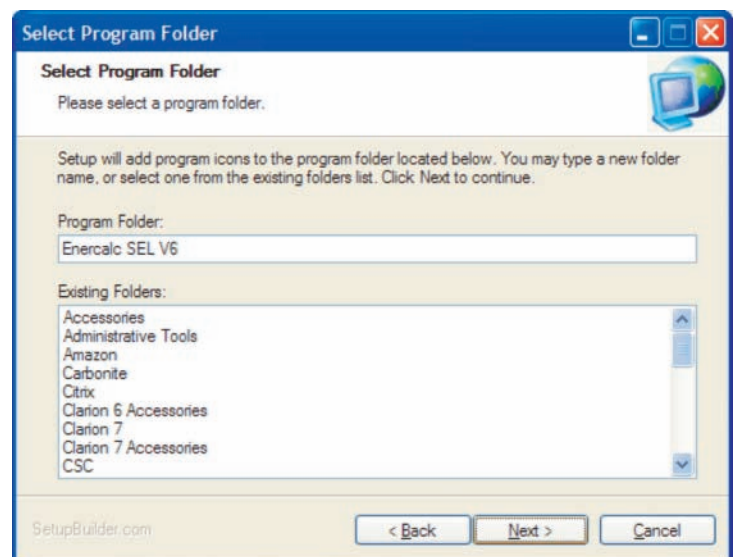 Select Program Folder
Select Program Folder
Please select a program folder.
Setup will add program icons to the program folder located below. You may type a new folder
name, or select one from the existing folders list. Click Next to continue.
Program Folder:
Enercalc SEL V6
Existing Folders:
Accessories
Administrative Tools
Amazon
Carbonite
Citrix
Clarion 6 Accessories
Clarion 7
Clarion 7 Accessories
CSC
SetupBuilder.com
< Back
Next >
Cancel